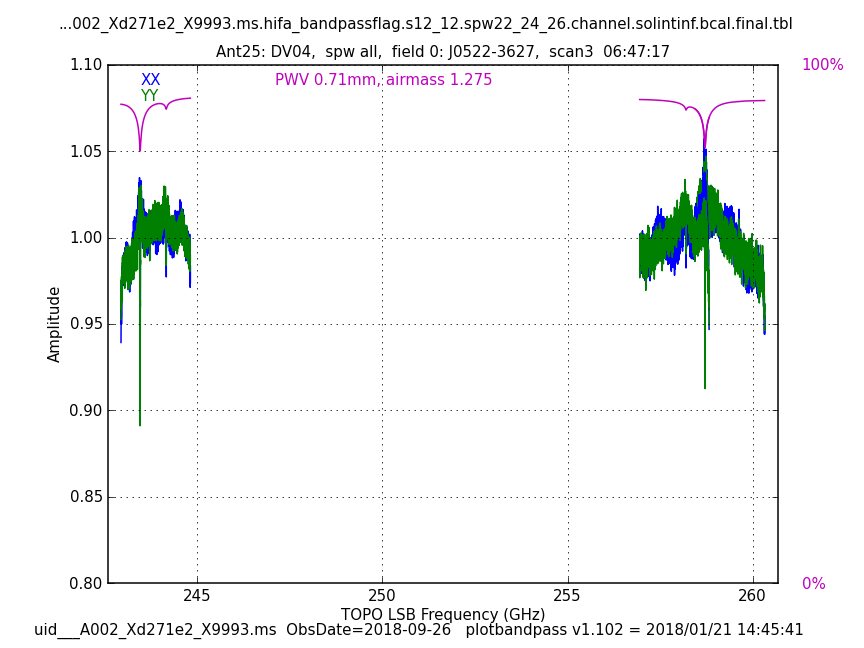 ...002_Xd271e2_X9993.ms.hifa_bandpassflag.s12_12.spw22_24_26.channel.solintinf.bcal.final.tbl
Ant25: DV04,  spw all,  field 0: J0522-3627,  scan3  06:47:17
1.10
100%
XX
PWV 0.71mm, airmass 1.275
YY
1.05
1.00
0.95
Amplitude
0.90
0.85
0.80
0%
245
250
255
260
TOPO LSB Frequency (GHz)
uid___A002_Xd271e2_X9993.ms  ObsDate=2018-09-26   plotbandpass v1.102 = 2018/01/21 14:45:41